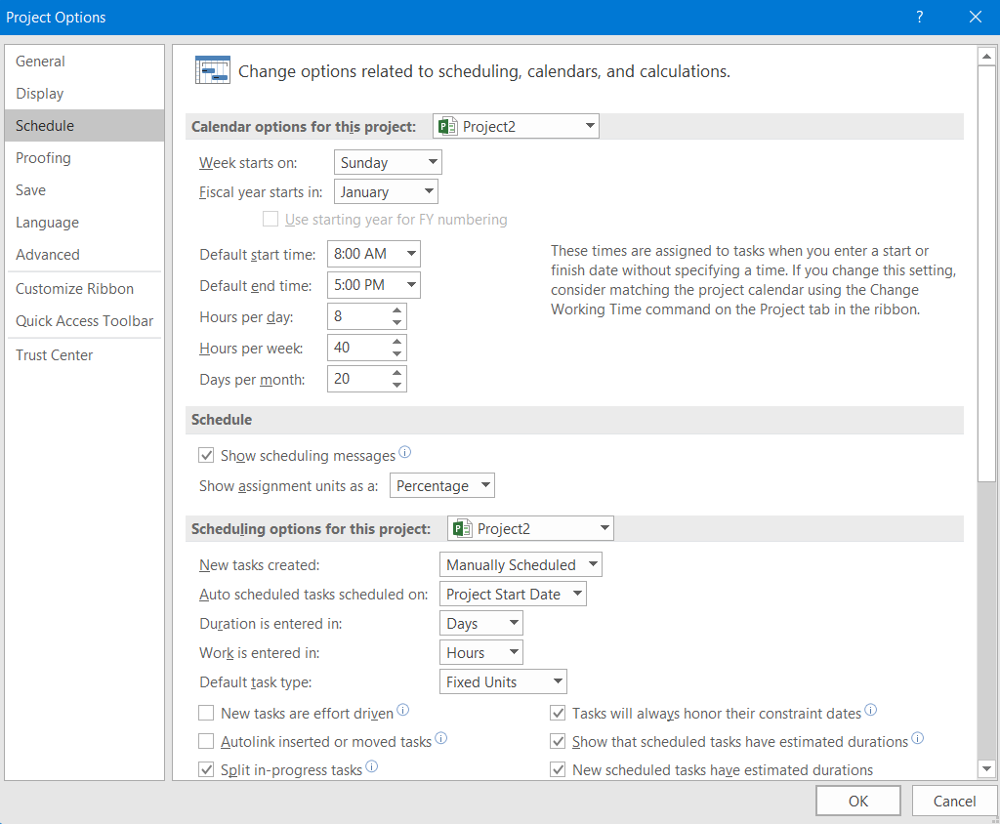 Project Options ?
General
Display
Schedule
Proofing
Save
Language
Advanced
Customize Ribbon
Quick Access Toolbar
Trust Center
Change options related to scheduling, calendars, and calculations.
Calendar options for this project: Project2
Week starts on: Sunday
Fiscal year starts in: January
Use starting year for FY numbering
Default start time: 8:00 AM
Default end time: 5:00 PM
Hours per day: 8
Hours per week: 40
Days per month: 20
These times are assigned to tasks when you enter a start or
finish date without specifying a time. If you change this setting,
consider matching the project calendar using the Change
Working Time command on the Project tab in the ribbon.
Schedule
Show scheduling messages
Show assignment units as a: Percentage
Scheduling options for this project: Project2
New tasks created: Manually Scheduled
Auto scheduled tasks scheduled on: Project Start Date
Duration is entered in: Days
Work is entered in: Hours
Default task type: Fixed Units
New tasks are effort driven Tasks will always honor their constraint dates
Autolink inserted or moved tasks Show that scheduled tasks have estimated durations
Split in-progress tasks New scheduled tasks have estimated durations
OK Cancel